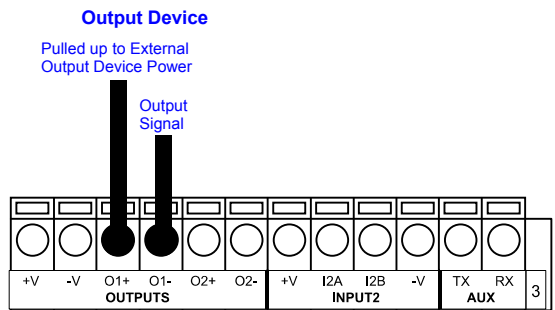 Output Device
Pulled up to External
Output Device Power
Output
Signal
+V -V O1+ O1- O2+ O2- +V I2A I2B -V TX RX 3
OUTPUTS INPUT2 AUX